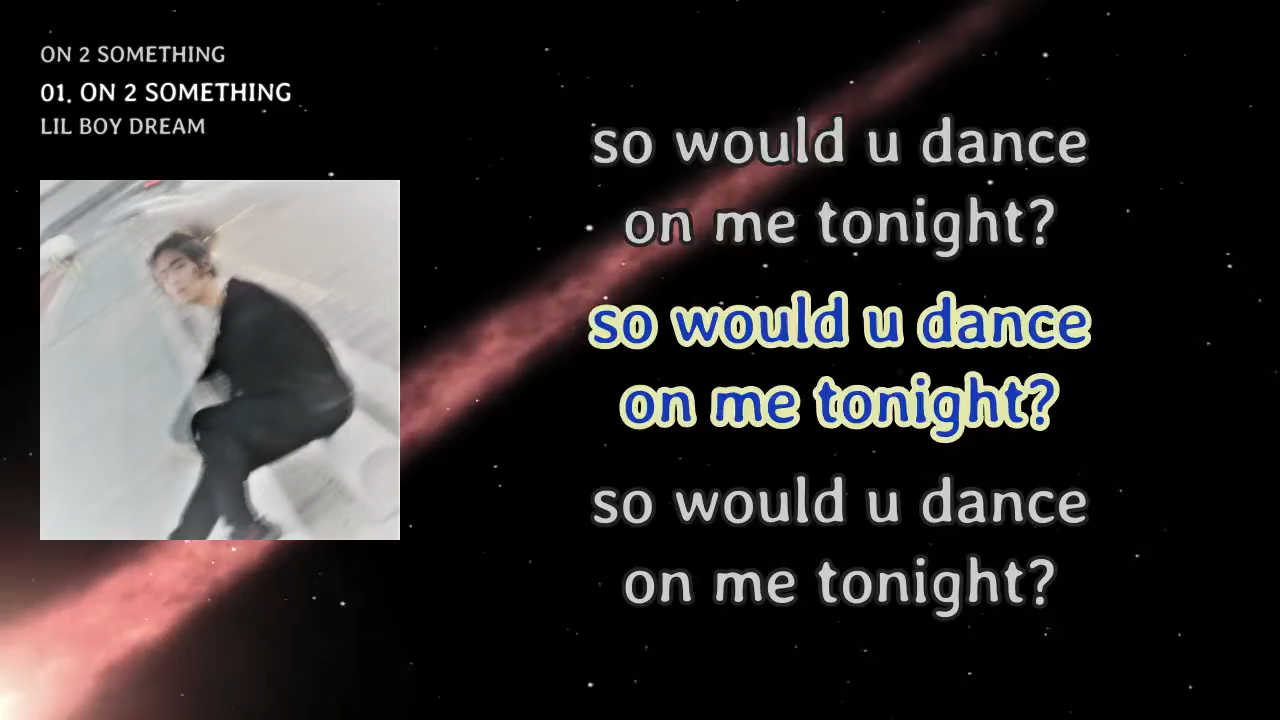 ON 2 SOMETHING
01. ON 2 SOMETHING
LIL BOY DREAM
so would u dance
on me tonight?
so would u dance
on me tonight?
so would u dance
on me tonight?